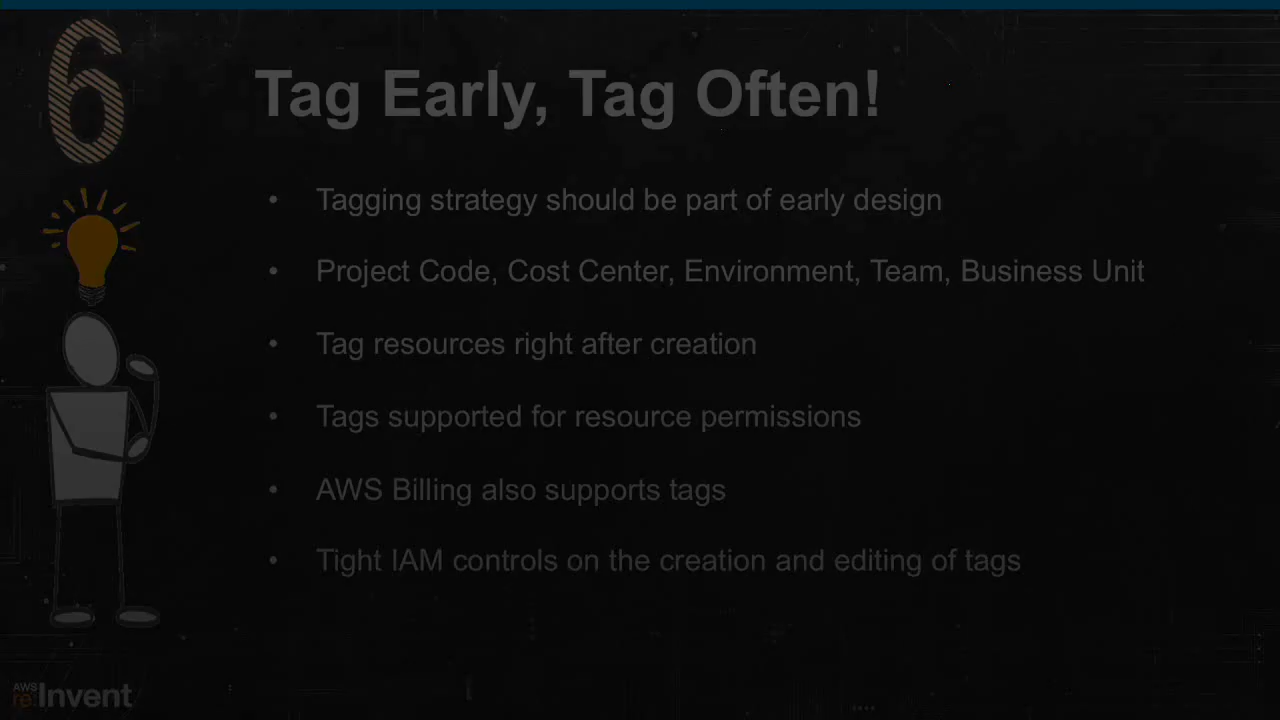 6
Tag Early, Tag Often!
• Tagging strategy should be part of early design
• Project Code, Cost Center, Environment, Team, Business Unit
• Tag resources right after creation
• Tags supported for resource permissions
• AWS Billing also supports tags
• Tight IAM controls on the creation and editing of tags
AWS
re:Invent